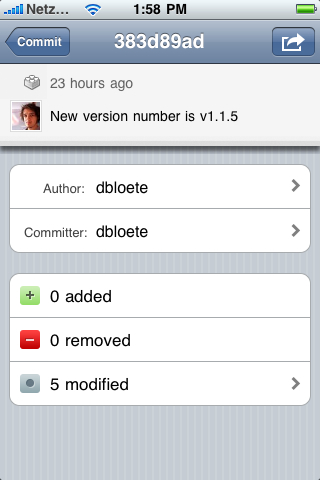 Netz... 1:58 PM
Commit 383d89ad
23 hours ago
New version number is v1.1.5
Author: dbloete
Committer: dbloete
0 added
0 removed
5 modified